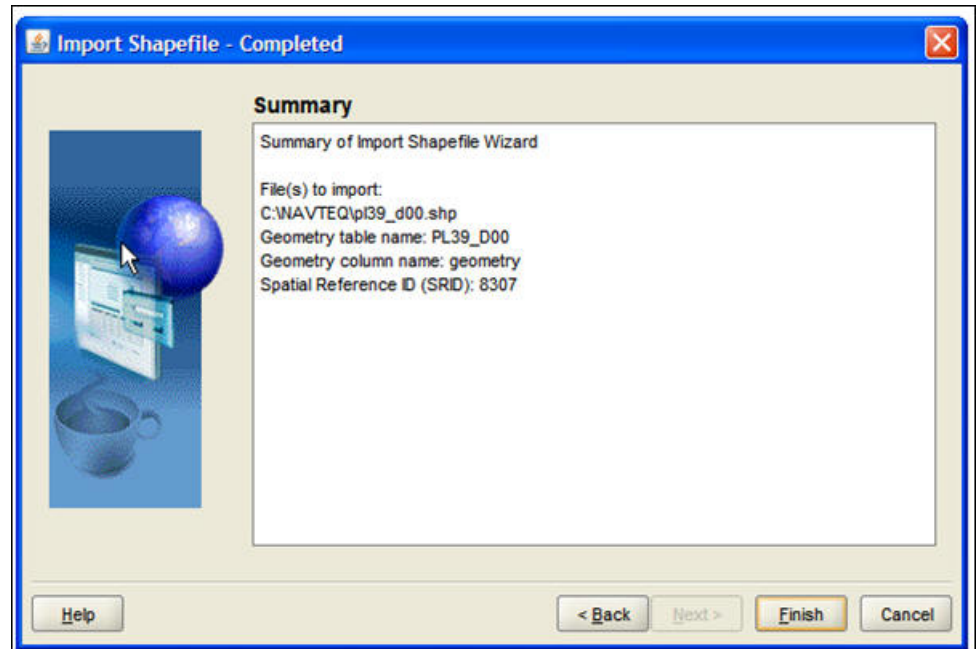 Import Shapefile - Completed
Summary
Summary of Import Shapefile Wizard
File(s) to import:
C:\NAVTEQ\pl39_d00.shp
Geometry table name: PL39_D00
Geometry column name: geometry
Spatial Reference ID (SRID): 8307
Help
< Back
Next >
Finish
Cancel